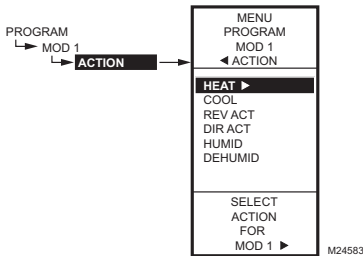 PROGRAM
MOD 1
ACTION
MENU
PROGRAM
MOD 1
◄ ACTION
HEAT ►
COOL
REV ACT
DIR ACT
HUMID
DEHUMID
SELECT
ACTION
FOR
MOD 1 ►
M24583